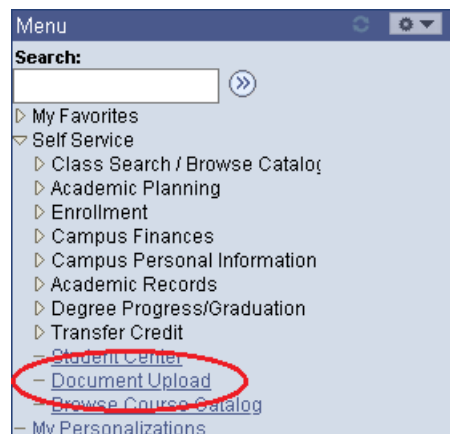 Menu
Search:
My Favorites
Self Service
Class Search / Browse Catalog
Academic Planning
Enrollment
Campus Finances
Campus Personal Information
Academic Records
Degree Progress/Graduation
Transfer Credit
Student Center
Document Upload
Browse Course Catalog
My Personalizations